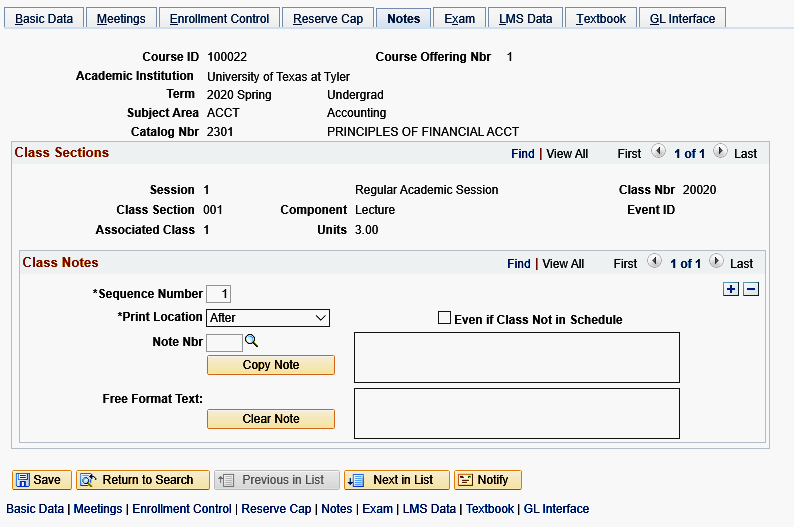 Basic Data Meetings Enrollment Control Reserve Cap Notes Exam LMS Data Textbook GL Interface
Course ID 100022 Course Offering Nbr 1
Academic Institution University of Texas at Tyler
Term 2020 Spring Undergrad
Subject Area ACCT Accounting
Catalog Nbr 2301 PRINCIPLES OF FINANCIAL ACCT
Class Sections Find | View All First 1 of 1 Last
Session 1 Regular Academic Session Class Nbr 20020
Class Section 001 Component Lecture Event ID
Associated Class 1 Units 3.00
Class Notes Find | View All First 1 of 1 Last
*Sequence Number 1
*Print Location After Even if Class Not in Schedule
Note Nbr
Copy Note
Free Format Text:
Clear Note
Save Return to Search Previous in List Next in List Notify
Basic Data | Meetings | Enrollment Control | Reserve Cap | Notes | Exam | LMS Data | Textbook | GL Interface